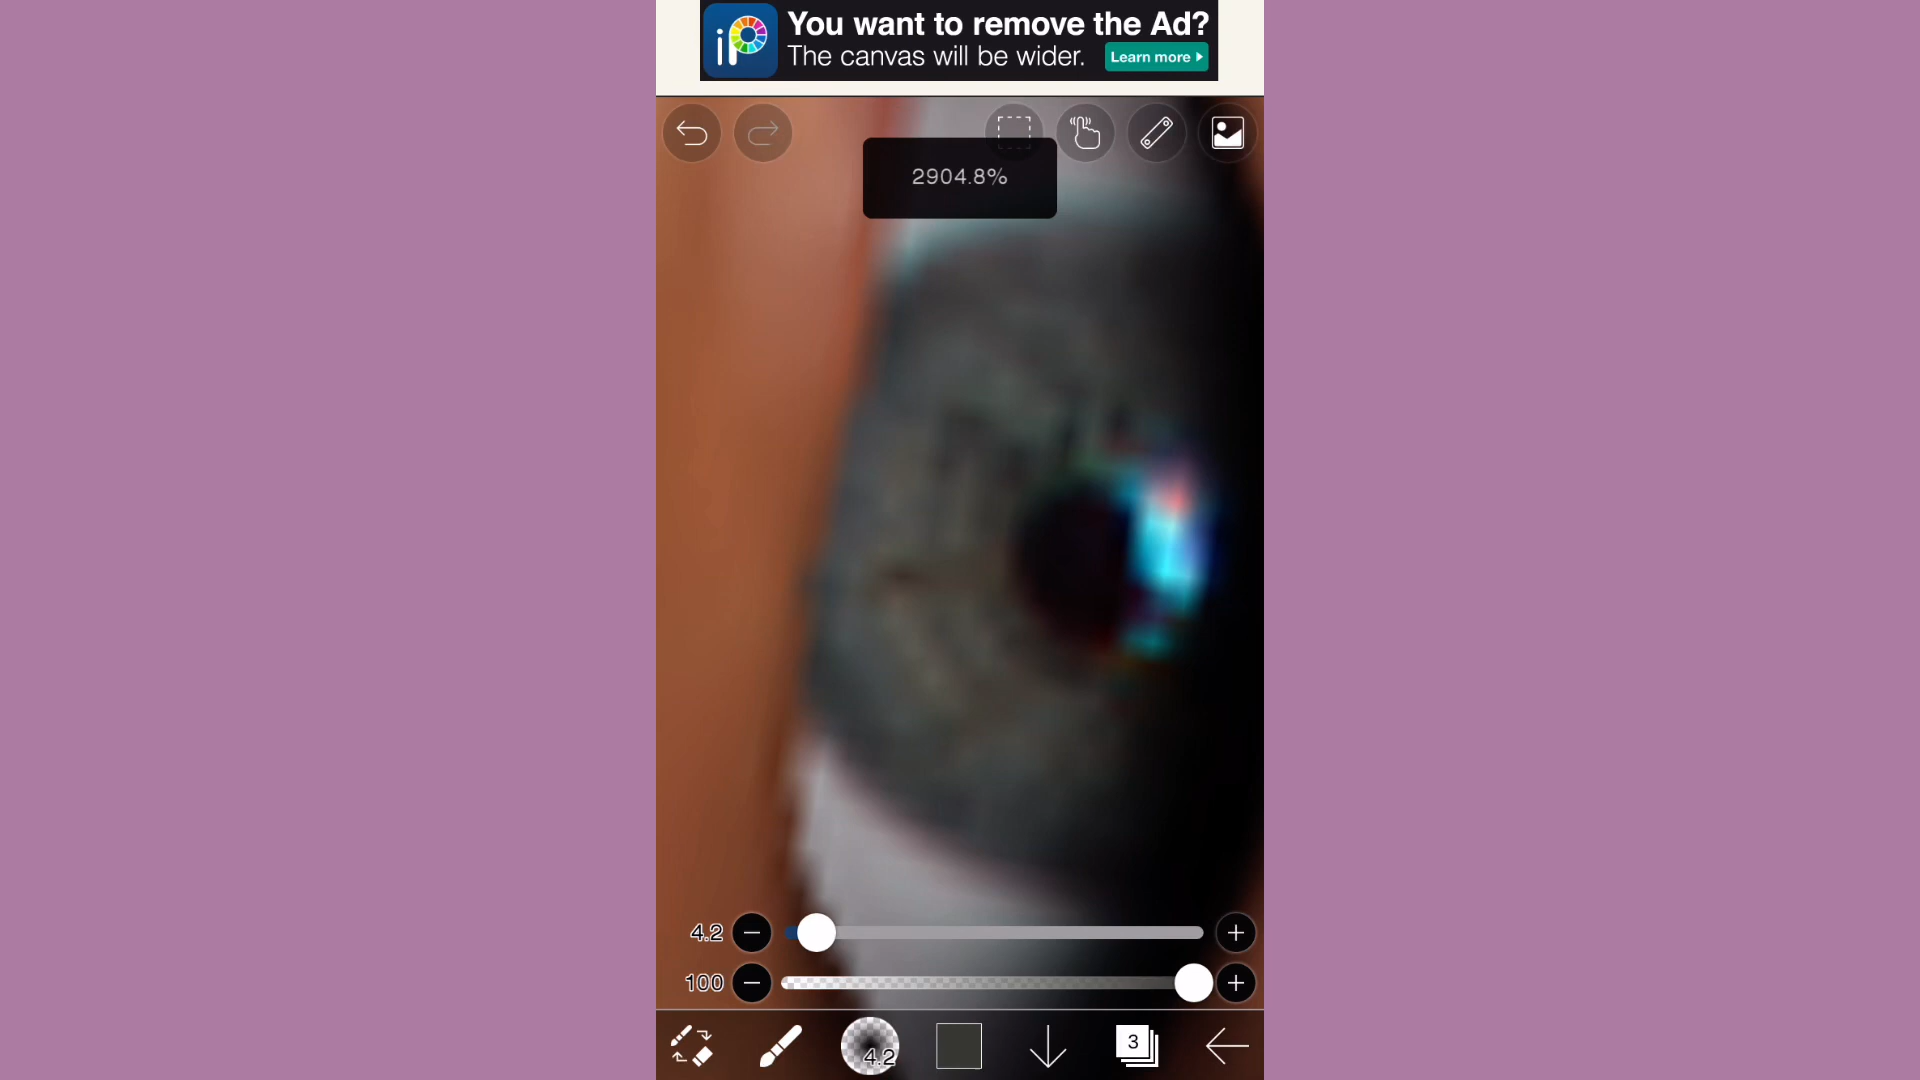 iP
You want to remove the Ad?
The canvas will be wider.
Learn more
2904.8%
4.2
100
4.2
3